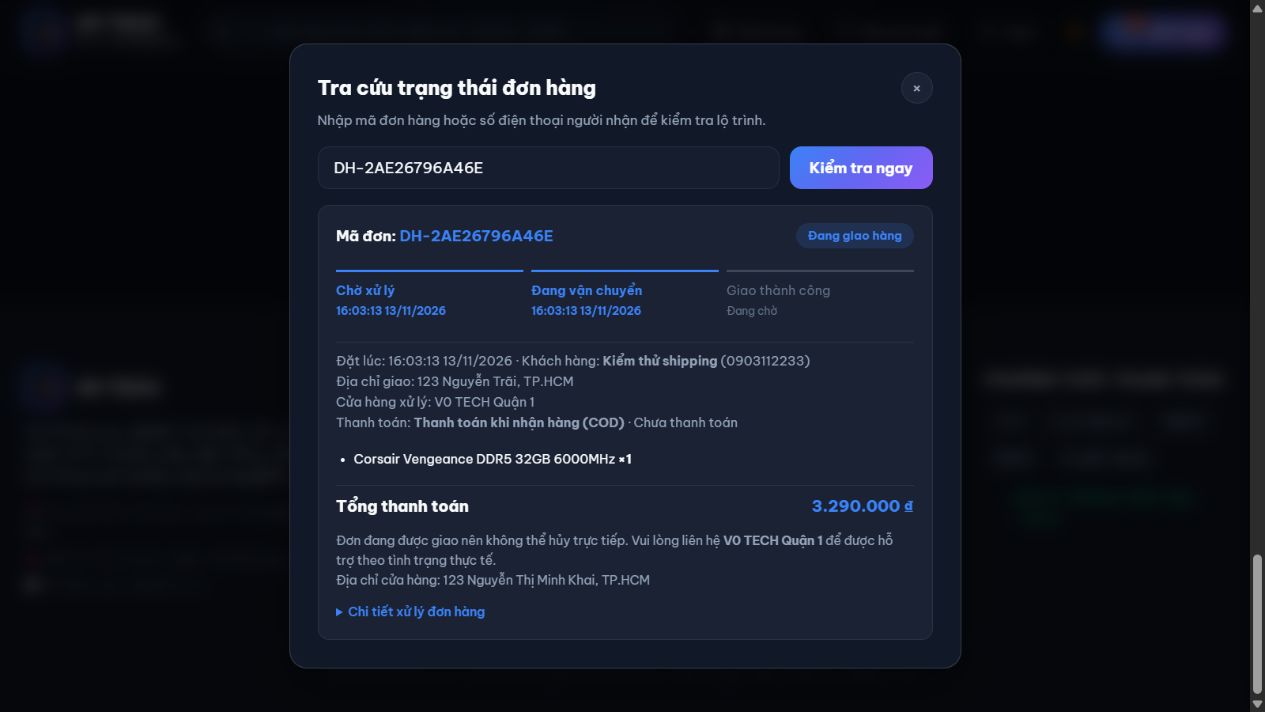 Tra cứu trạng thái đơn hàng
×
Nhập mã đơn hàng hoặc số điện thoại người nhận để kiểm tra lộ trình.
DH-2AE26796A46E
Kiểm tra ngay
Mã đơn: DH-2AE26796A46E
Đang giao hàng
Chờ xử lý
Đang vận chuyển
Giao thành công
16:03:13 13/11/2026
16:03:13 13/11/2026
Đang chờ
Đặt lúc: 16:03:13 13/11/2026 · Khách hàng: Kiểm thử shipping (0903112233)
Địa chỉ giao: 123 Nguyễn Trãi, TP.HCM
Cửa hàng xử lý: V0 TECH Quận 1
Thanh toán: Thanh toán khi nhận hàng (COD) · Chưa thanh toán
• Corsair Vengeance DDR5 32GB 6000MHz ×1
Tổng thanh toán
3.290.000 ₫
Đơn đang được giao nên không thể hủy trực tiếp. Vui lòng liên hệ V0 TECH Quận 1 để được hỗ
trợ theo tình trạng thực tế.
Địa chỉ cửa hàng: 123 Nguyễn Thị Minh Khai, TP.HCM
▶ Chi tiết xử lý đơn hàng